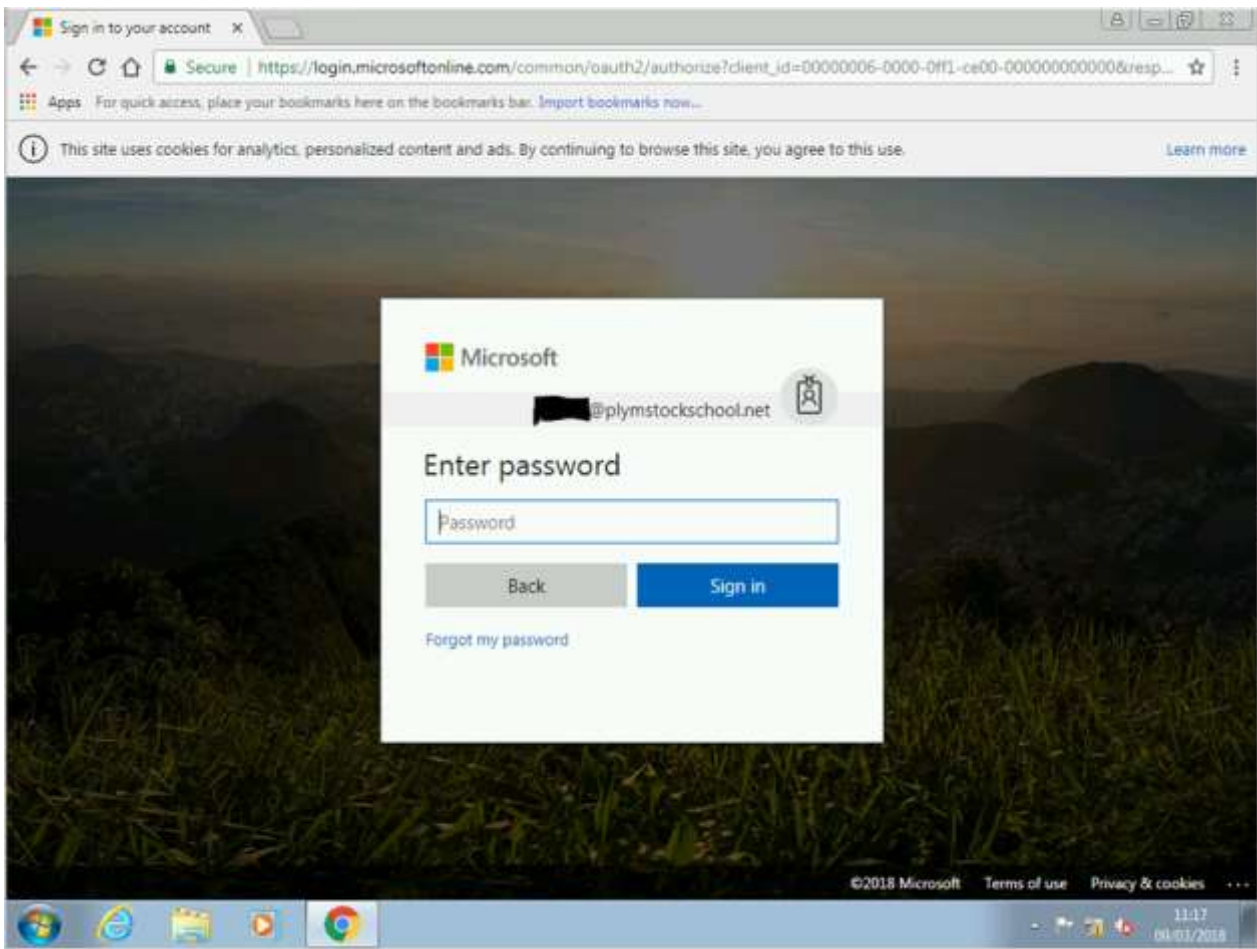 Sign in to your account
Secure https://login.microsoftonline.com/common/oauth2/authorize?client_id=00000006-0000-0ff1-ce00-000000000000&resp...
Apps For quick access, place your bookmarks here on the bookmarks bar. Import bookmarks now...
This site uses cookies for analytics, personalized content and ads. By continuing to browse this site, you agree to this use. Learn more
Microsoft
@plymstockschool.net
Enter password
Password
Back Sign in
Forgot my password
©2018 Microsoft Terms of use Privacy & cookies ...
11:17